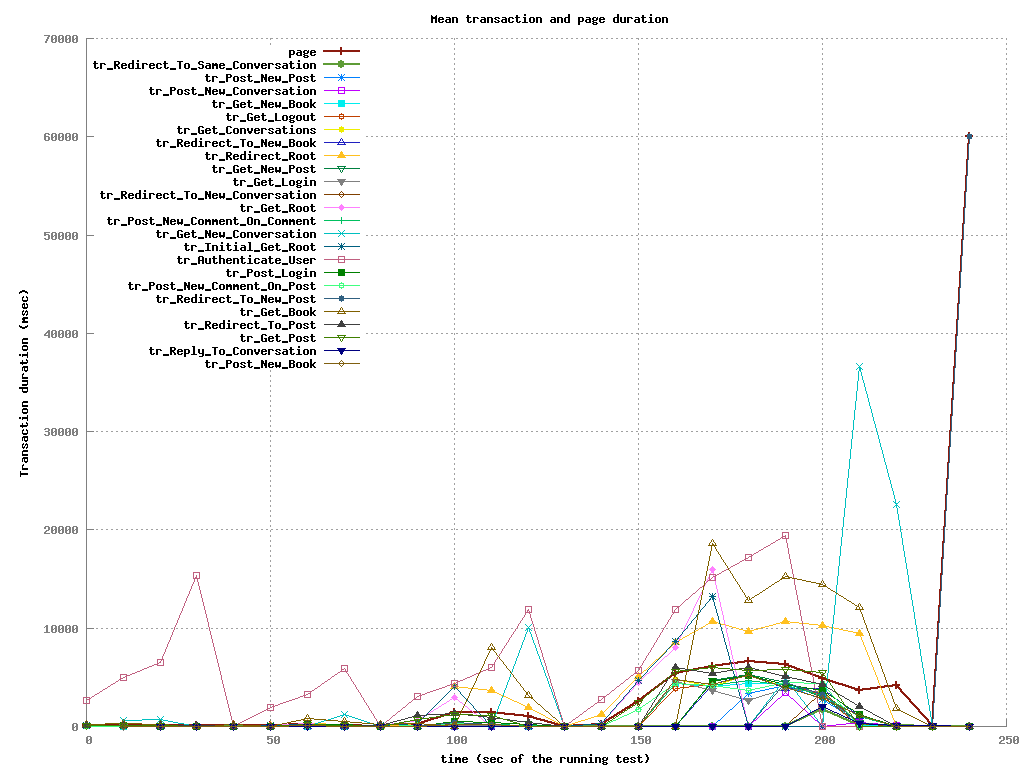 Mean transaction and page duration
70000
60000
50000
40000
30000
20000
10000
0
Transaction duration (msec)
page
tr_Redirect_To_Same_Conversation
tr_Post_New_Post
tr_Post_New_Conversation
tr_Get_New_Book
tr_Get_Logout
tr_Get_Conversations
tr_Redirect_To_New_Book
tr_Redirect_Root
tr_Get_New_Post
tr_Get_Login
tr_Redirect_To_New_Conversation
tr_Get_Root
tr_Post_New_Comment_On_Comment
tr_Get_New_Conversation
tr_Initial_Get_Root
tr_Authenticate_User
tr_Post_Login
tr_Post_New_Comment_On_Post
tr_Redirect_To_New_Post
tr_Get_Book
tr_Redirect_To_Post
tr_Get_Post
tr_Reply_To_Conversation
tr_Post_New_Book
0 50 100 150 200 250
time (sec of the running test)